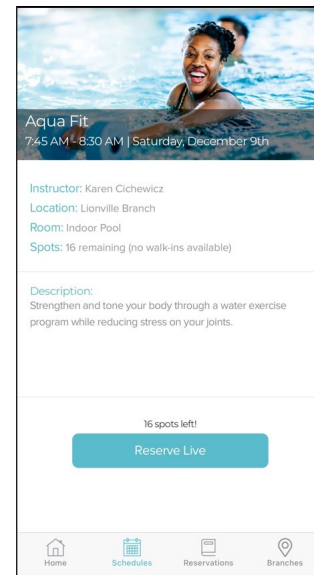 Aqua Fit
7:45 AM - 8:30 AM | Saturday, December 9th
Instructor: Karen Cichewicz
Location: Lionville Branch
Room: Indoor Pool
Spots: 16 remaining (no walk-ins available)
Description:
Strengthen and tone your body through a water exercise
program while reducing stress on your joints.
16 spots left!
Reserve Live
Home
Schedules
Reservations
Branches